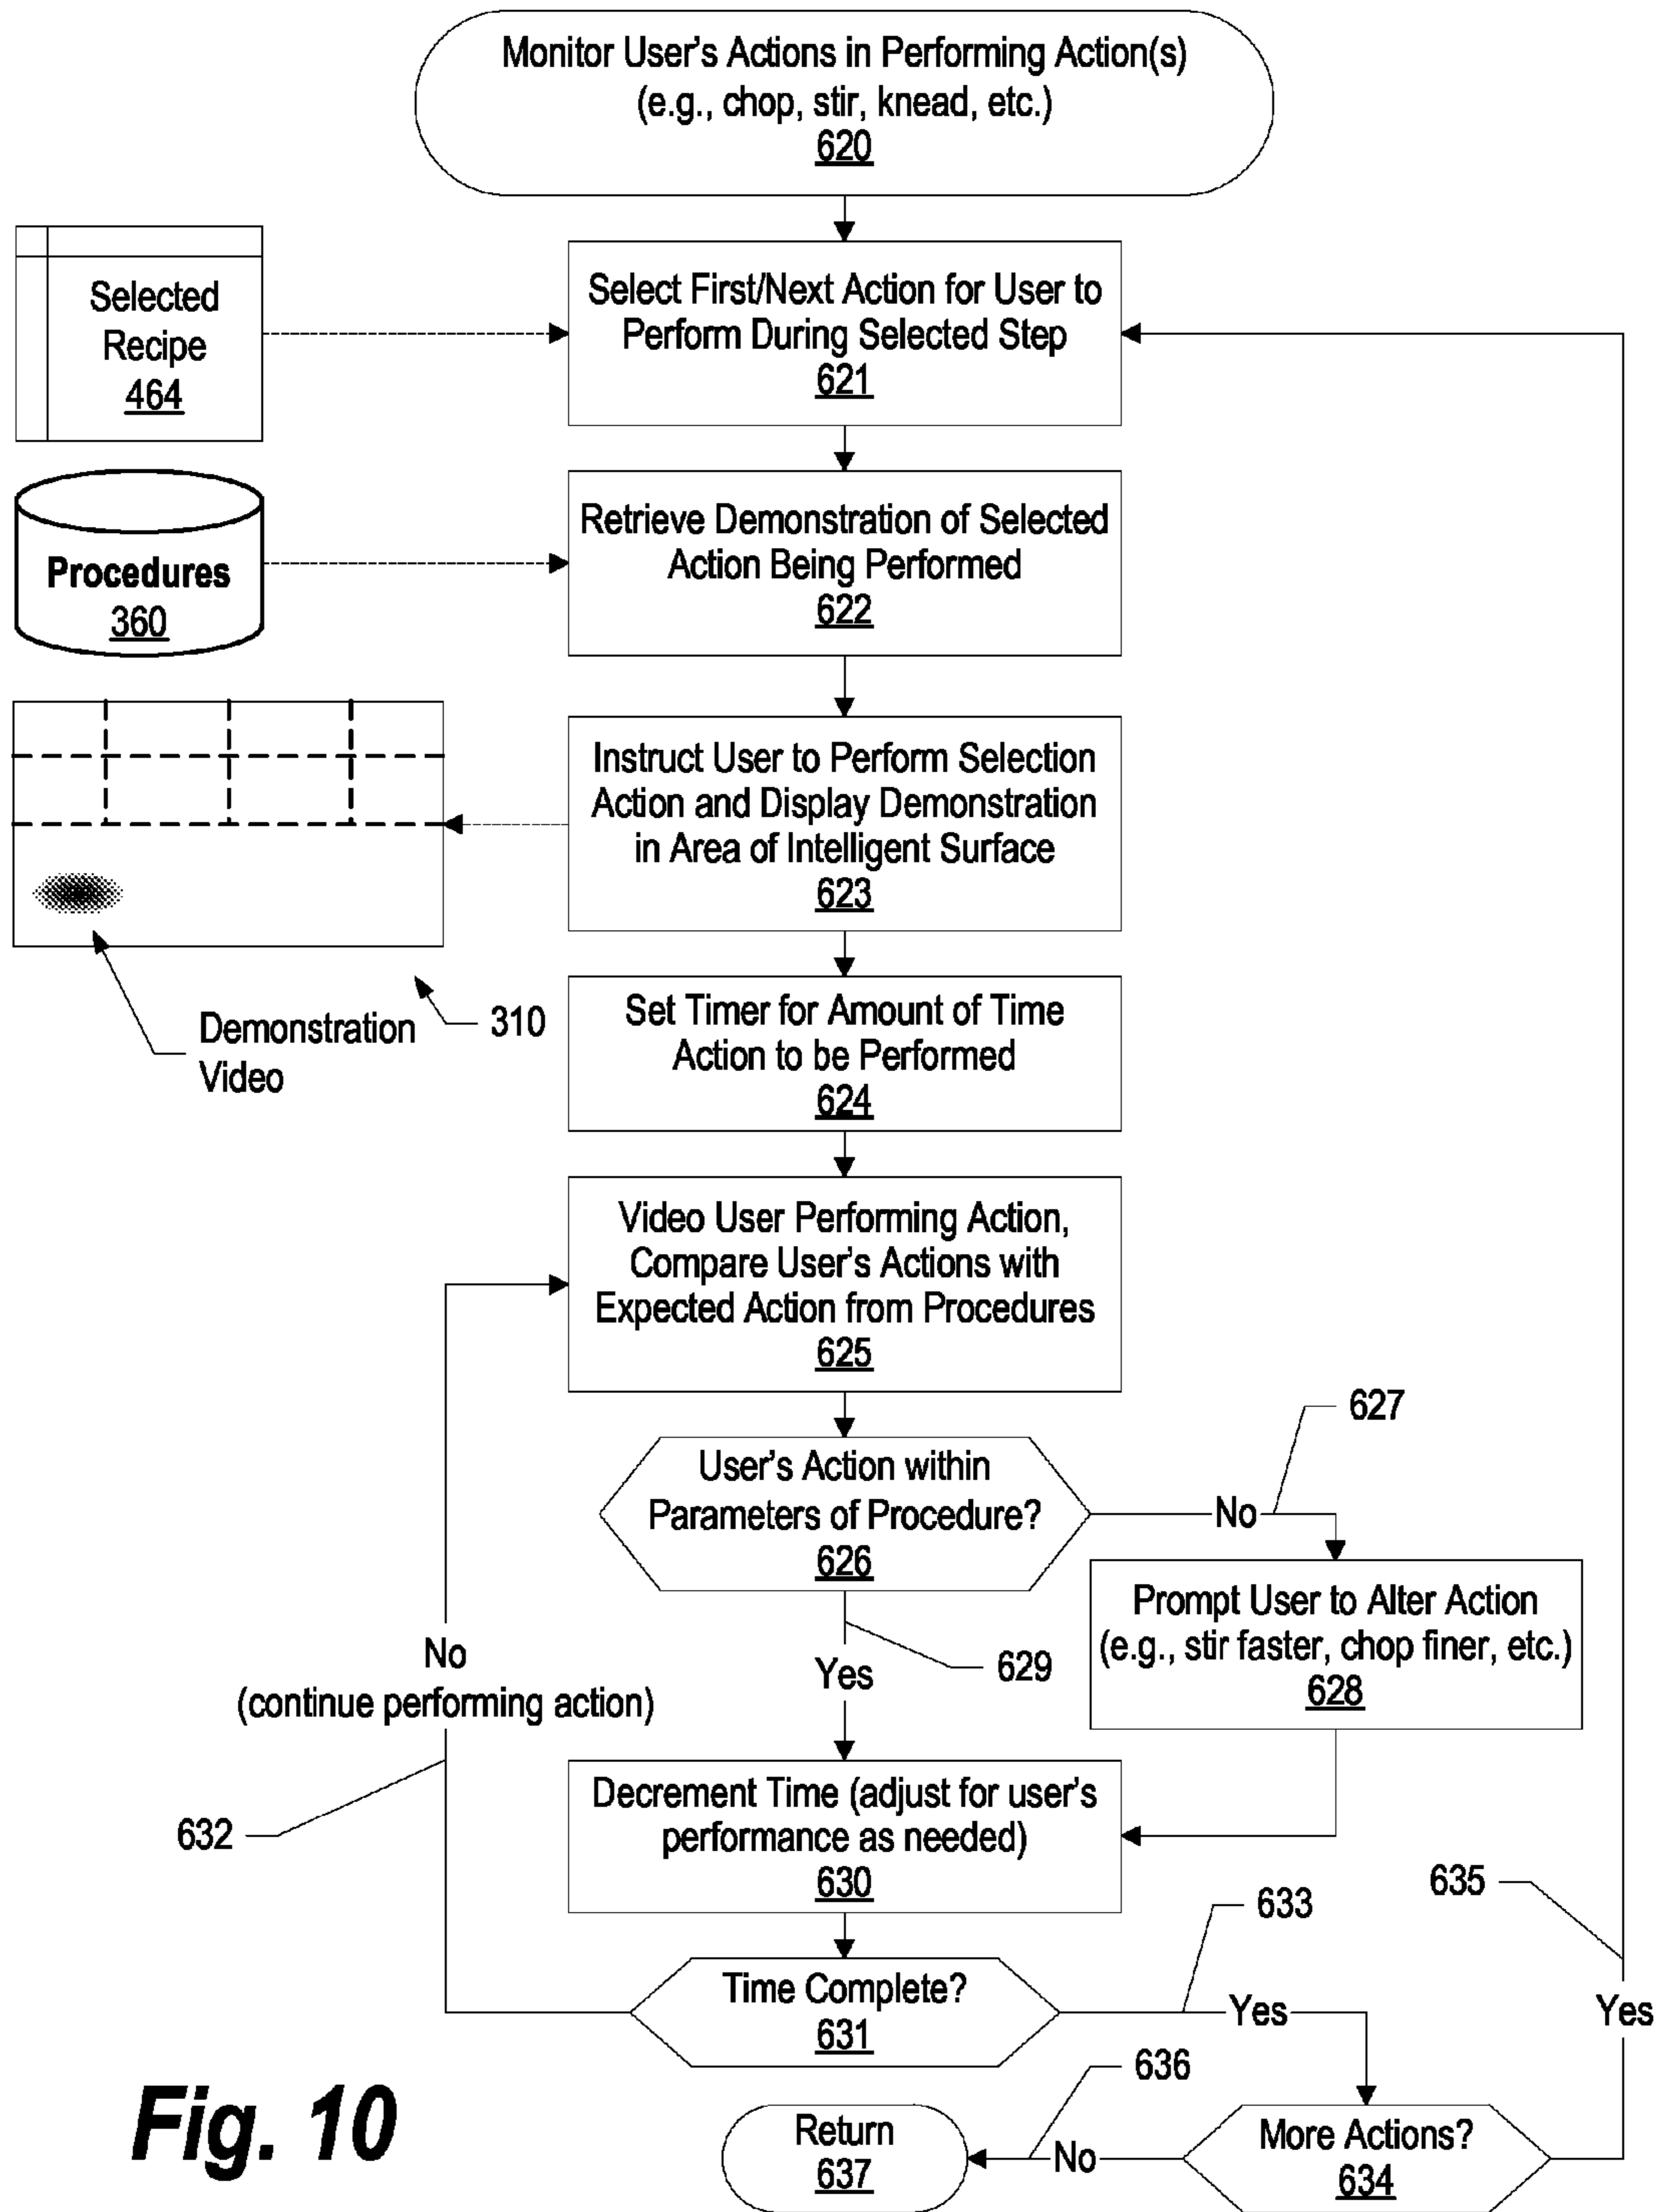 Monitor User's Actions in Performing Action(s)
(e.g., chop, stir, knead, etc.)
620
Selected
Recipe
464
Select First/Next Action for User to
Perform During Selected Step
621
Procedures
360
Retrieve Demonstration of Selected
Action Being Performed
622
Instruct User to Perform Selection
Action and Display Demonstration
in Area of Intelligent Surface
623
Demonstration
Video
310
Set Timer for Amount of Time
Action to be Performed
624
Video User Performing Action,
Compare User's Actions with
Expected Action from Procedures
625
User's Action within
Parameters of Procedure?
626
No
627
Prompt User to Alter Action
(e.g., stir faster, chop finer, etc.)
628
Yes
629
No
(continue performing action)
632
Decrement Time (adjust for user's
performance as needed)
630
Time Complete?
631
633
Yes
635
Yes
More Actions?
634
636
No
Return
637
Fig. 10